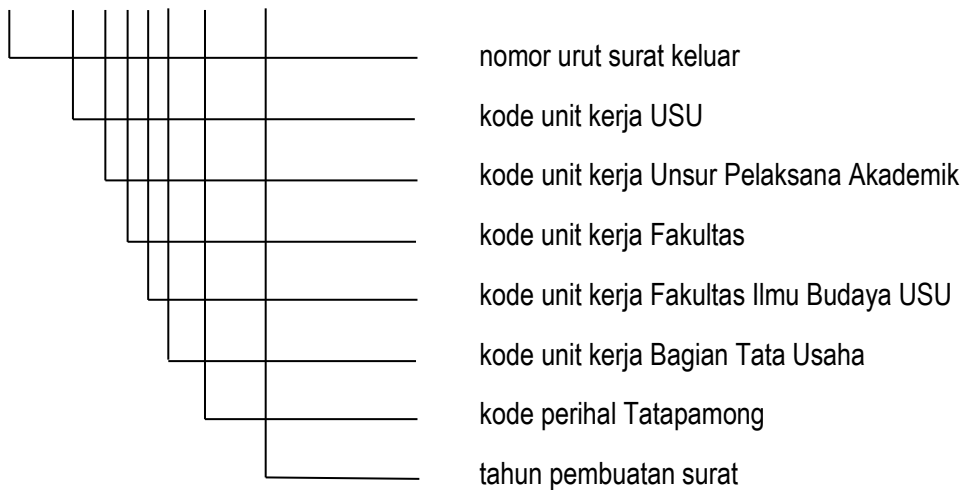 nomor urut surat keluar
kode unit kerja USU
kode unit kerja Unsur Pelaksana Akademik
kode unit kerja Fakultas
kode unit kerja Fakultas Ilmu Budaya USU
kode unit kerja Bagian Tata Usaha
kode perihal Tatapamong
tahun pembuatan surat